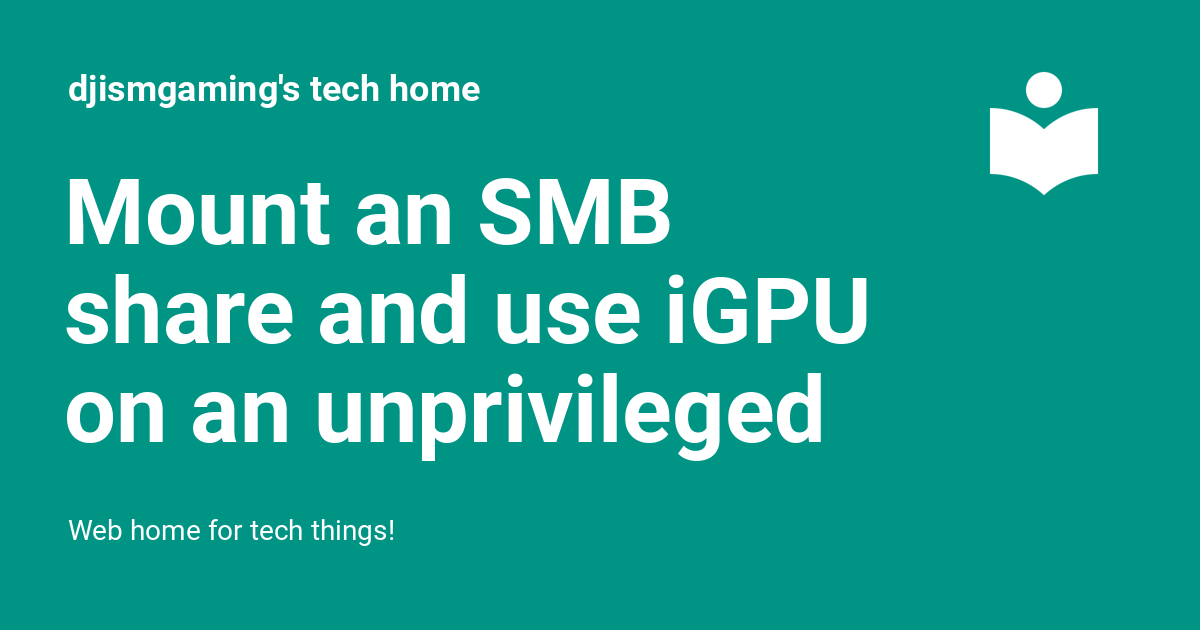 djismgaming's tech home
Mount an SMB
share and use iGPU
on an unprivileged
Web home for tech things!